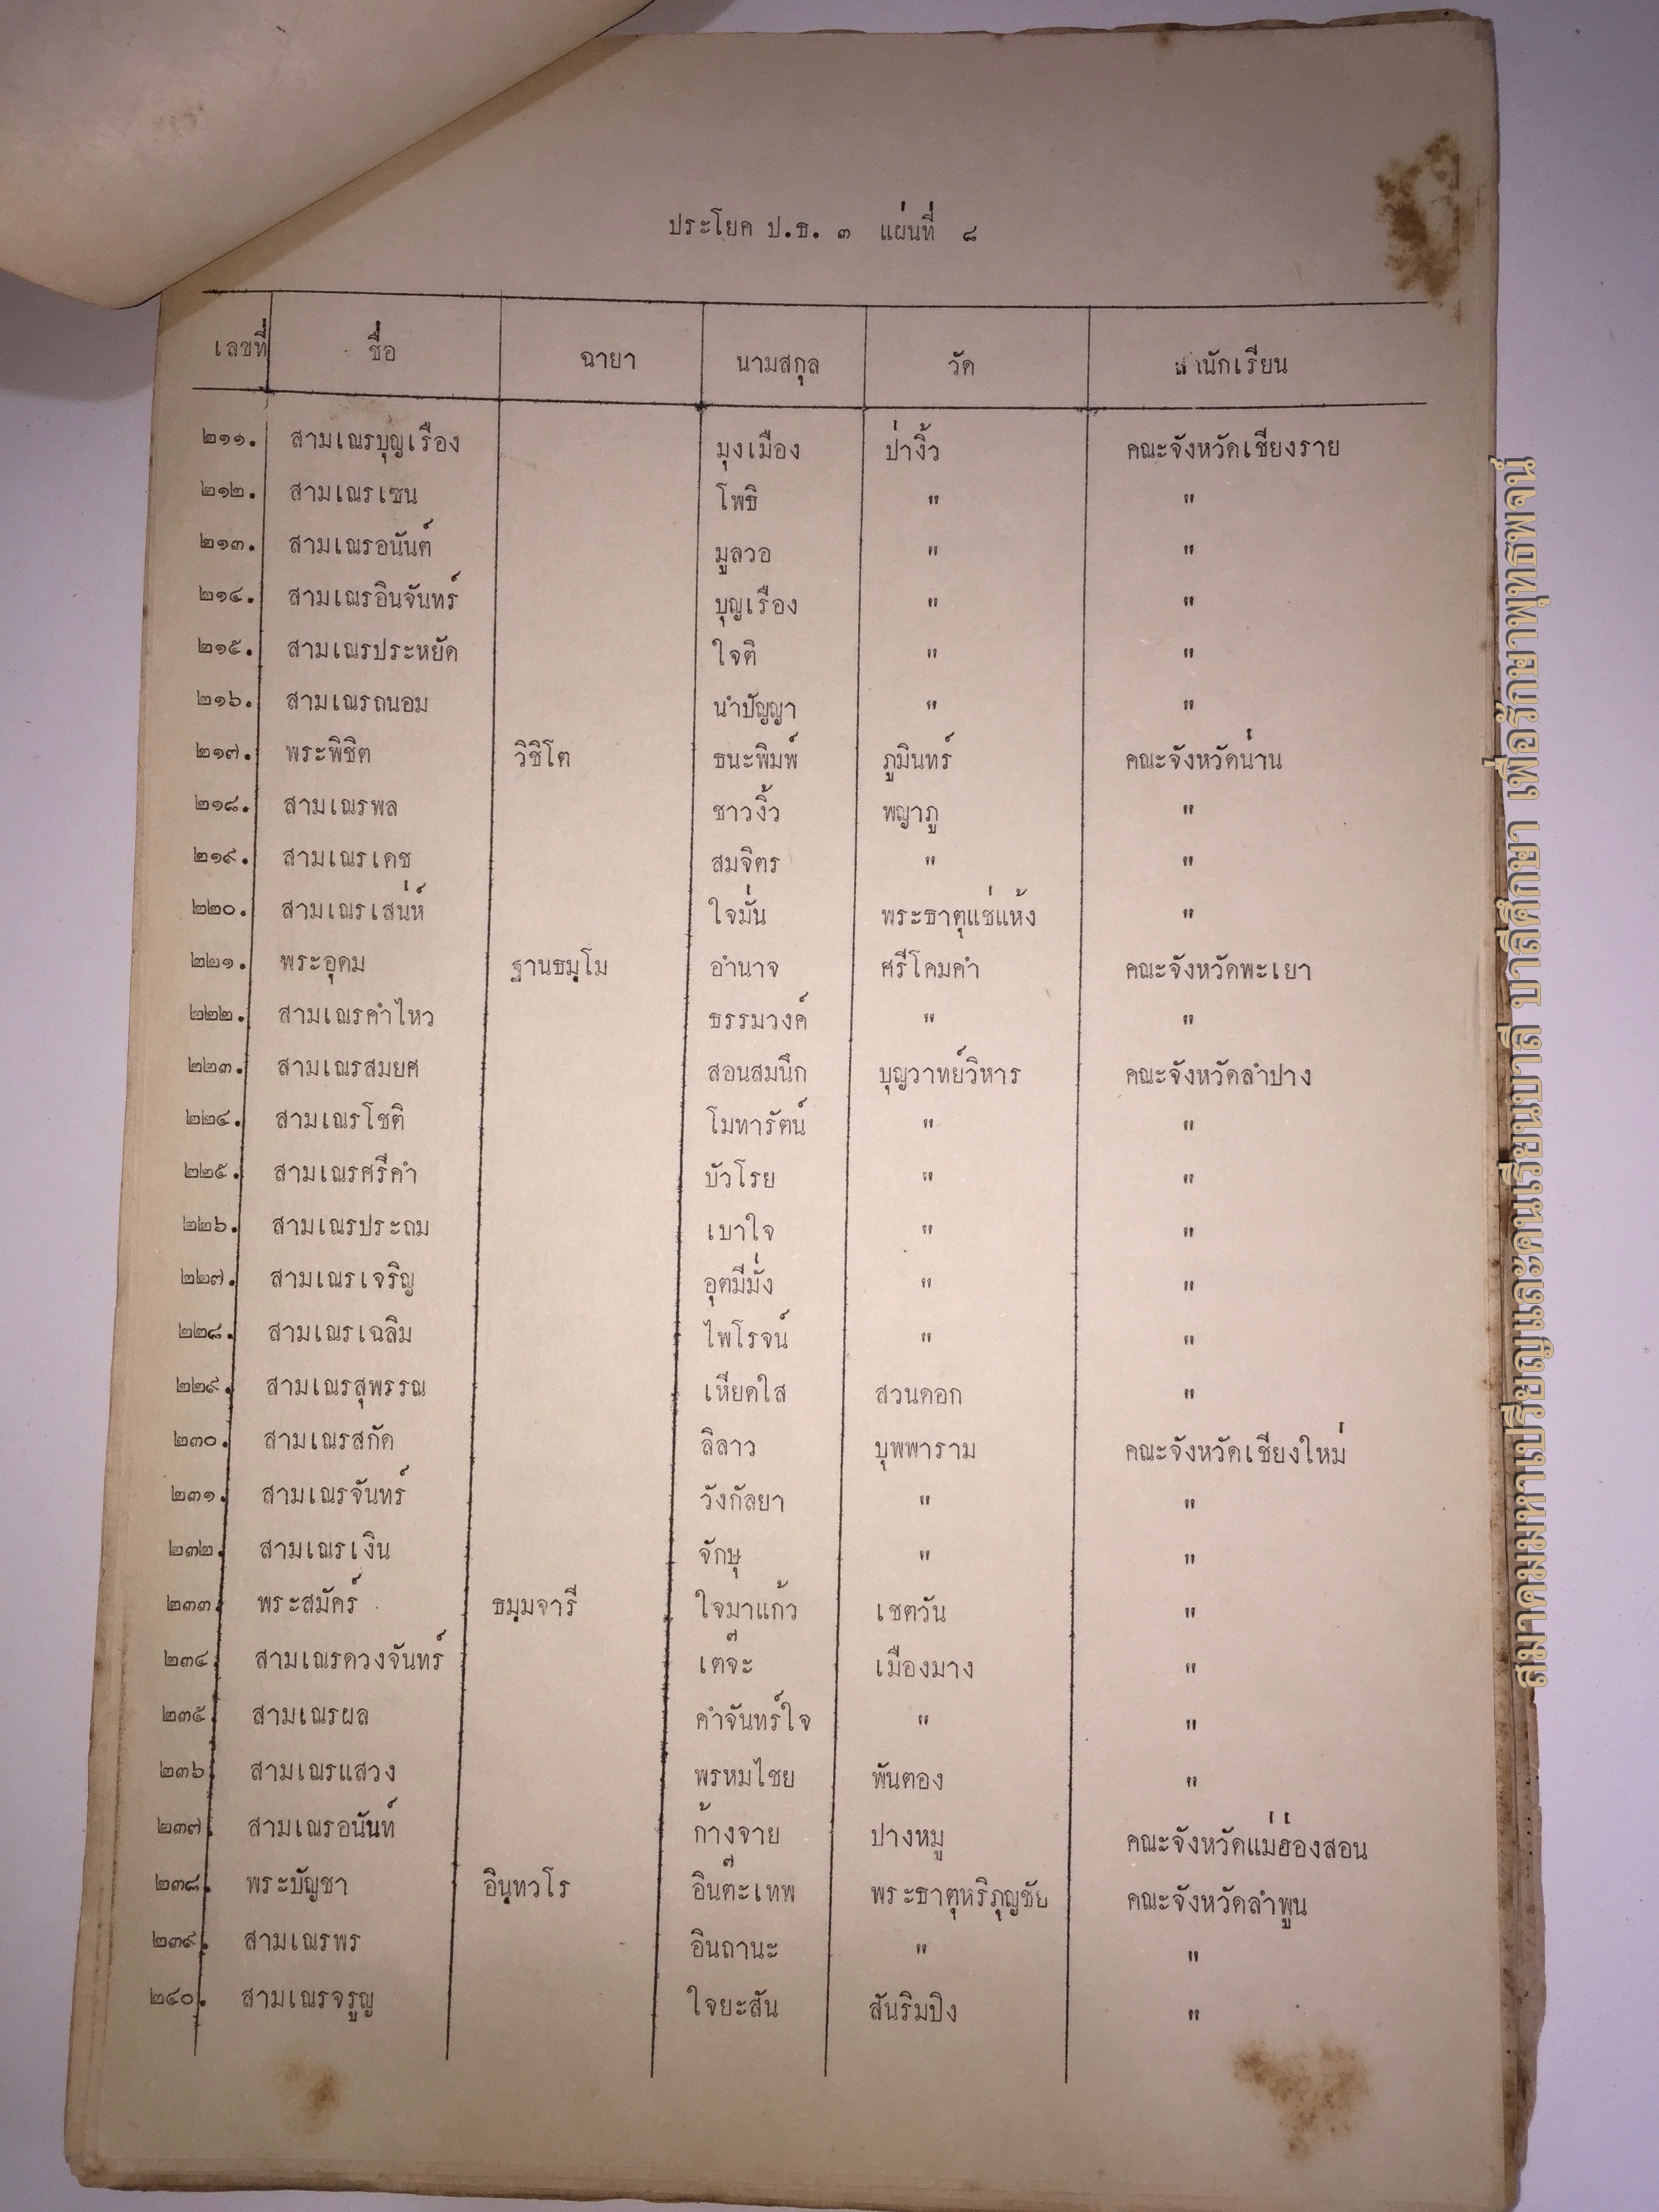 ประโยค ป.ธ. ๓ แผ่นที่ ๘
เลขที่ ชื่อ ฉายา นามสกุล วัด สำนักเรียน
๒๑๑. สามเณรบุญเรือง มุงเมือง ป่างิ้ว คณะจังหวัดเชียงราย
๒๑๒. สามเณรเซน โพธิ " "
๒๑๓. สามเณรอนันต์ มูลวอ " "
๒๑๔. สามเณรอินจันทร์ บุญเรือง " "
๒๑๕. สามเณรประหยัด ใจติ " "
๒๑๖. สามเณรถนอม นำปัญญา " "
๒๑๗. พระพิชิต วิชิโต ธนะพิมพ์ ภูมินทร์ คณะจังหวัดน่าน
๒๑๘. สามเณรพล ชาวงิ้ว พญาภู "
๒๑๙. สามเณรเดช สมจิตร " "
๒๒๐. สามเณรเสน่ห์ ใจมั่น พระธาตุแช่แห้ง "
๒๒๑. พระอุดม ฐานธมฺโม อำนาจ ศรีโคมคำ คณะจังหวัดพะเยา
๒๒๒. สามเณรคำไหว ธรรมวงค์ " "
๒๒๓. สามเณรสมยศ สอนสมนึก บุญวาทย์วิหาร คณะจังหวัดลำปาง
๒๒๔. สามเณรโชติ โมทารัตน์ " "
๒๒๕. สามเณรศรีคำ บัวโรย " "
๒๒๖. สามเณรประถม เบาใจ " "
๒๒๗. สามเณรเจริญ อุตมีมั่ง " "
๒๒๘. สามเณรเฉลิม ไพโรจน์ " "
๒๒๙. สามเณรสุพรรณ เหียดใส สวนดอก "
๒๓๐. สามเณรสกัด ลิลาว บุพพาราม คณะจังหวัดเชียงใหม่
๒๓๑. สามเณรจันทร์ วังกัลยา " "
๒๓๒. สามเณรเงิน จักษุ " "
๒๓๓. พระสมัคร์ ธมฺมจารี ใจมาแก้ว เชตวัน "
๒๓๔. สามเณรดวงจันทร์ เต๊จะ เมืองมาง "
๒๓๕. สามเณรผล คำจันทร์ใจ " "
๒๓๖. สามเณรแสวง พรหมไชย พันตอง "
๒๓๗. สามเณรอนันท์ ก้างจาย ปางหมู คณะจังหวัดแม่ฮ่องสอน
๒๓๘. พระบัญชา อินฺทวโร อินต๊ะเทพ พระธาตุหริภุญชัย คณะจังหวัดลำพูน
๒๓๙. สามเณรพร อินถานะ " "
๒๔๐. สามเณรจรูญ ใจยะสัน สันริมปิง "
สมาคมมหาเปรียญและคนเรียนบาลี บาลีศึกษา เพื่อรักษาพุทธพจน์